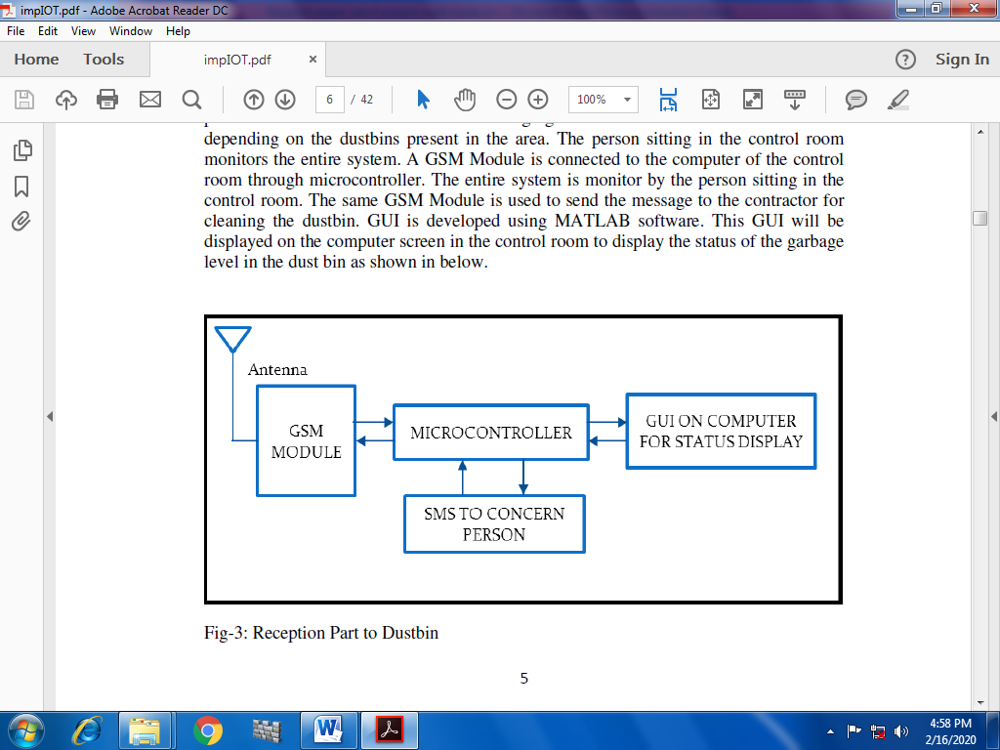 impIOT.pdf - Adobe Acrobat Reader DC
File Edit View Window Help
Home Tools impIOT.pdf × ? Sign In
6 / 42 100%
depending on the dustbins present in the area. The person sitting in the control room
monitors the entire system. A GSM Module is connected to the computer of the control
room through microcontroller. The entire system is monitor by the person sitting in the
control room. The same GSM Module is used to send the message to the contractor for
cleaning the dustbin. GUI is developed using MATLAB software. This GUI will be
displayed on the computer screen in the control room to display the status of the garbage
level in the dust bin as shown in below.
Antenna
GSM
MODULE
MICROCONTROLLER
GUI ON COMPUTER
FOR STATUS DISPLAY
SMS TO CONCERN
PERSON
Fig-3: Reception Part to Dustbin
5
4:58 PM
2/16/2020